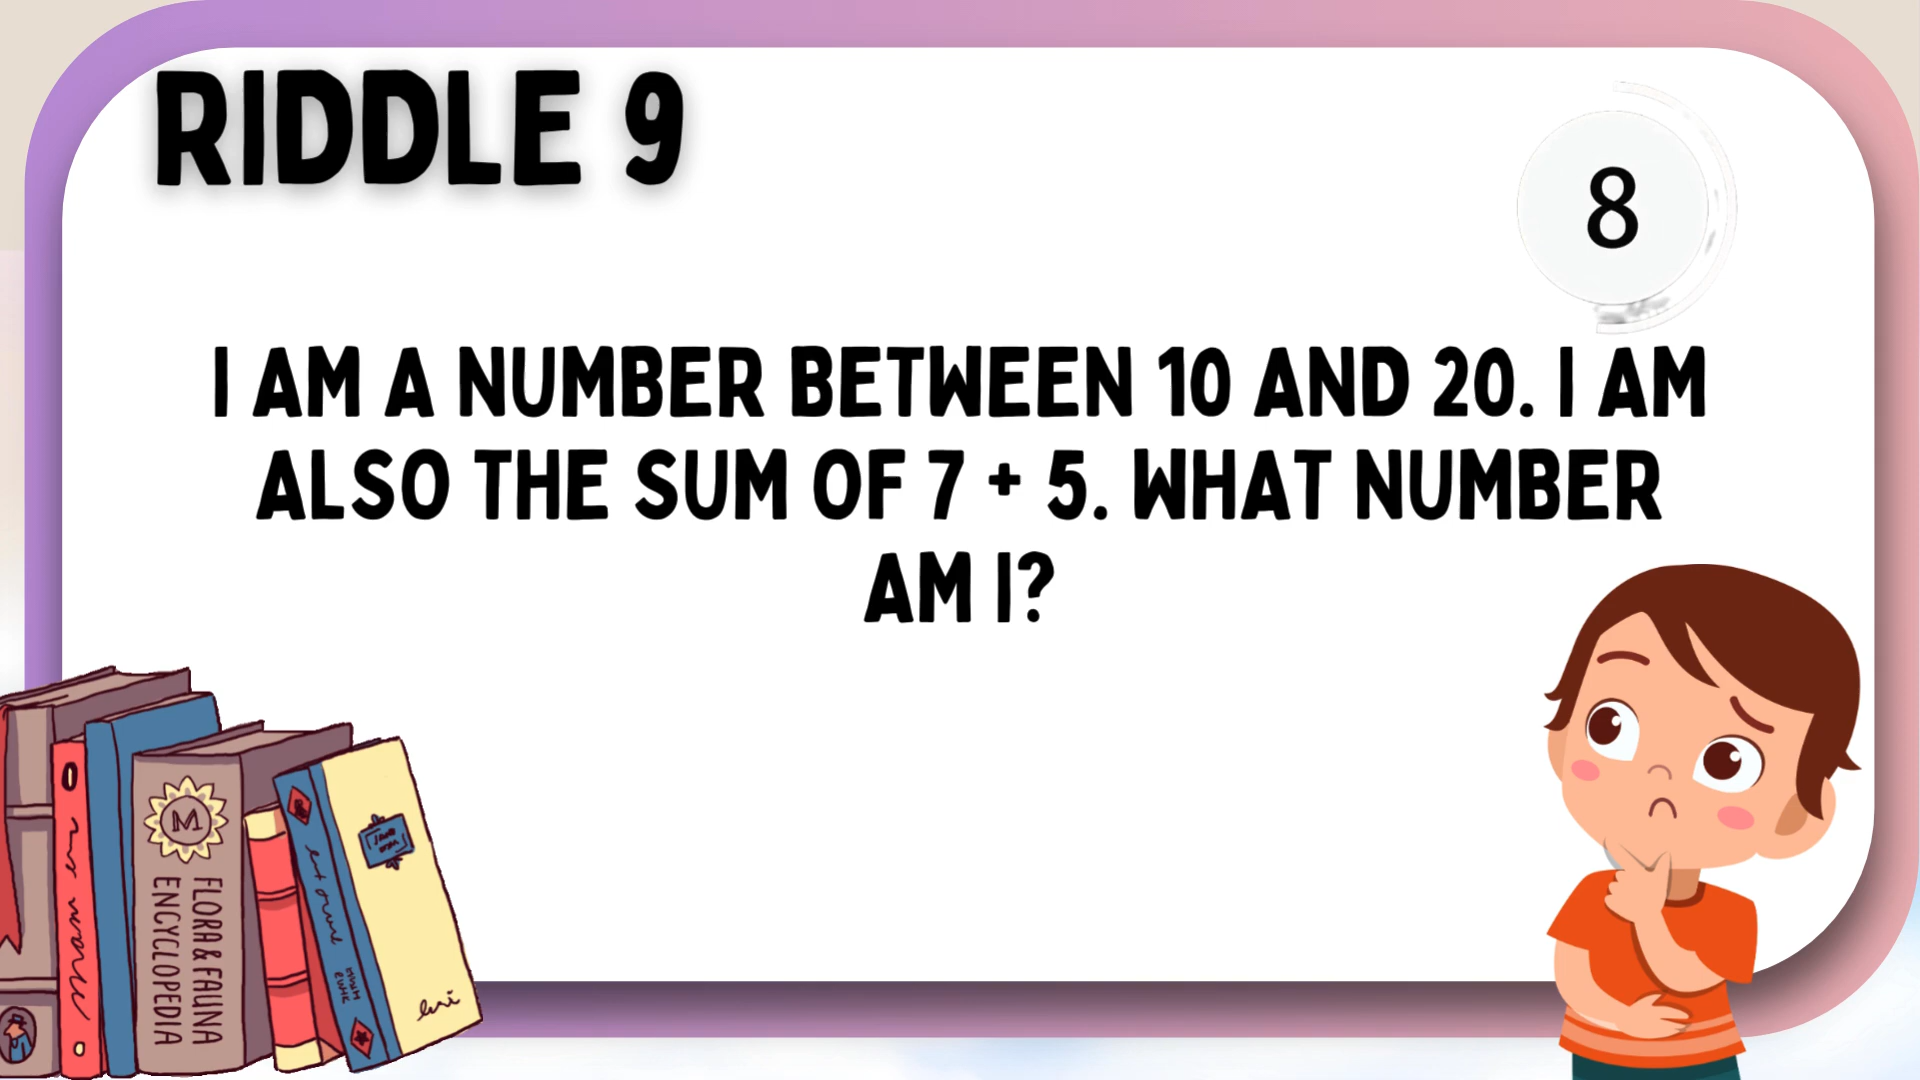 RIDDLE 9
8
I AM A NUMBER BETWEEN 10 AND 20. I AM
ALSO THE SUM OF 7 + 5. WHAT NUMBER
AM I?
M
FLORA & FAUNA
ENCYCLOPEDIA